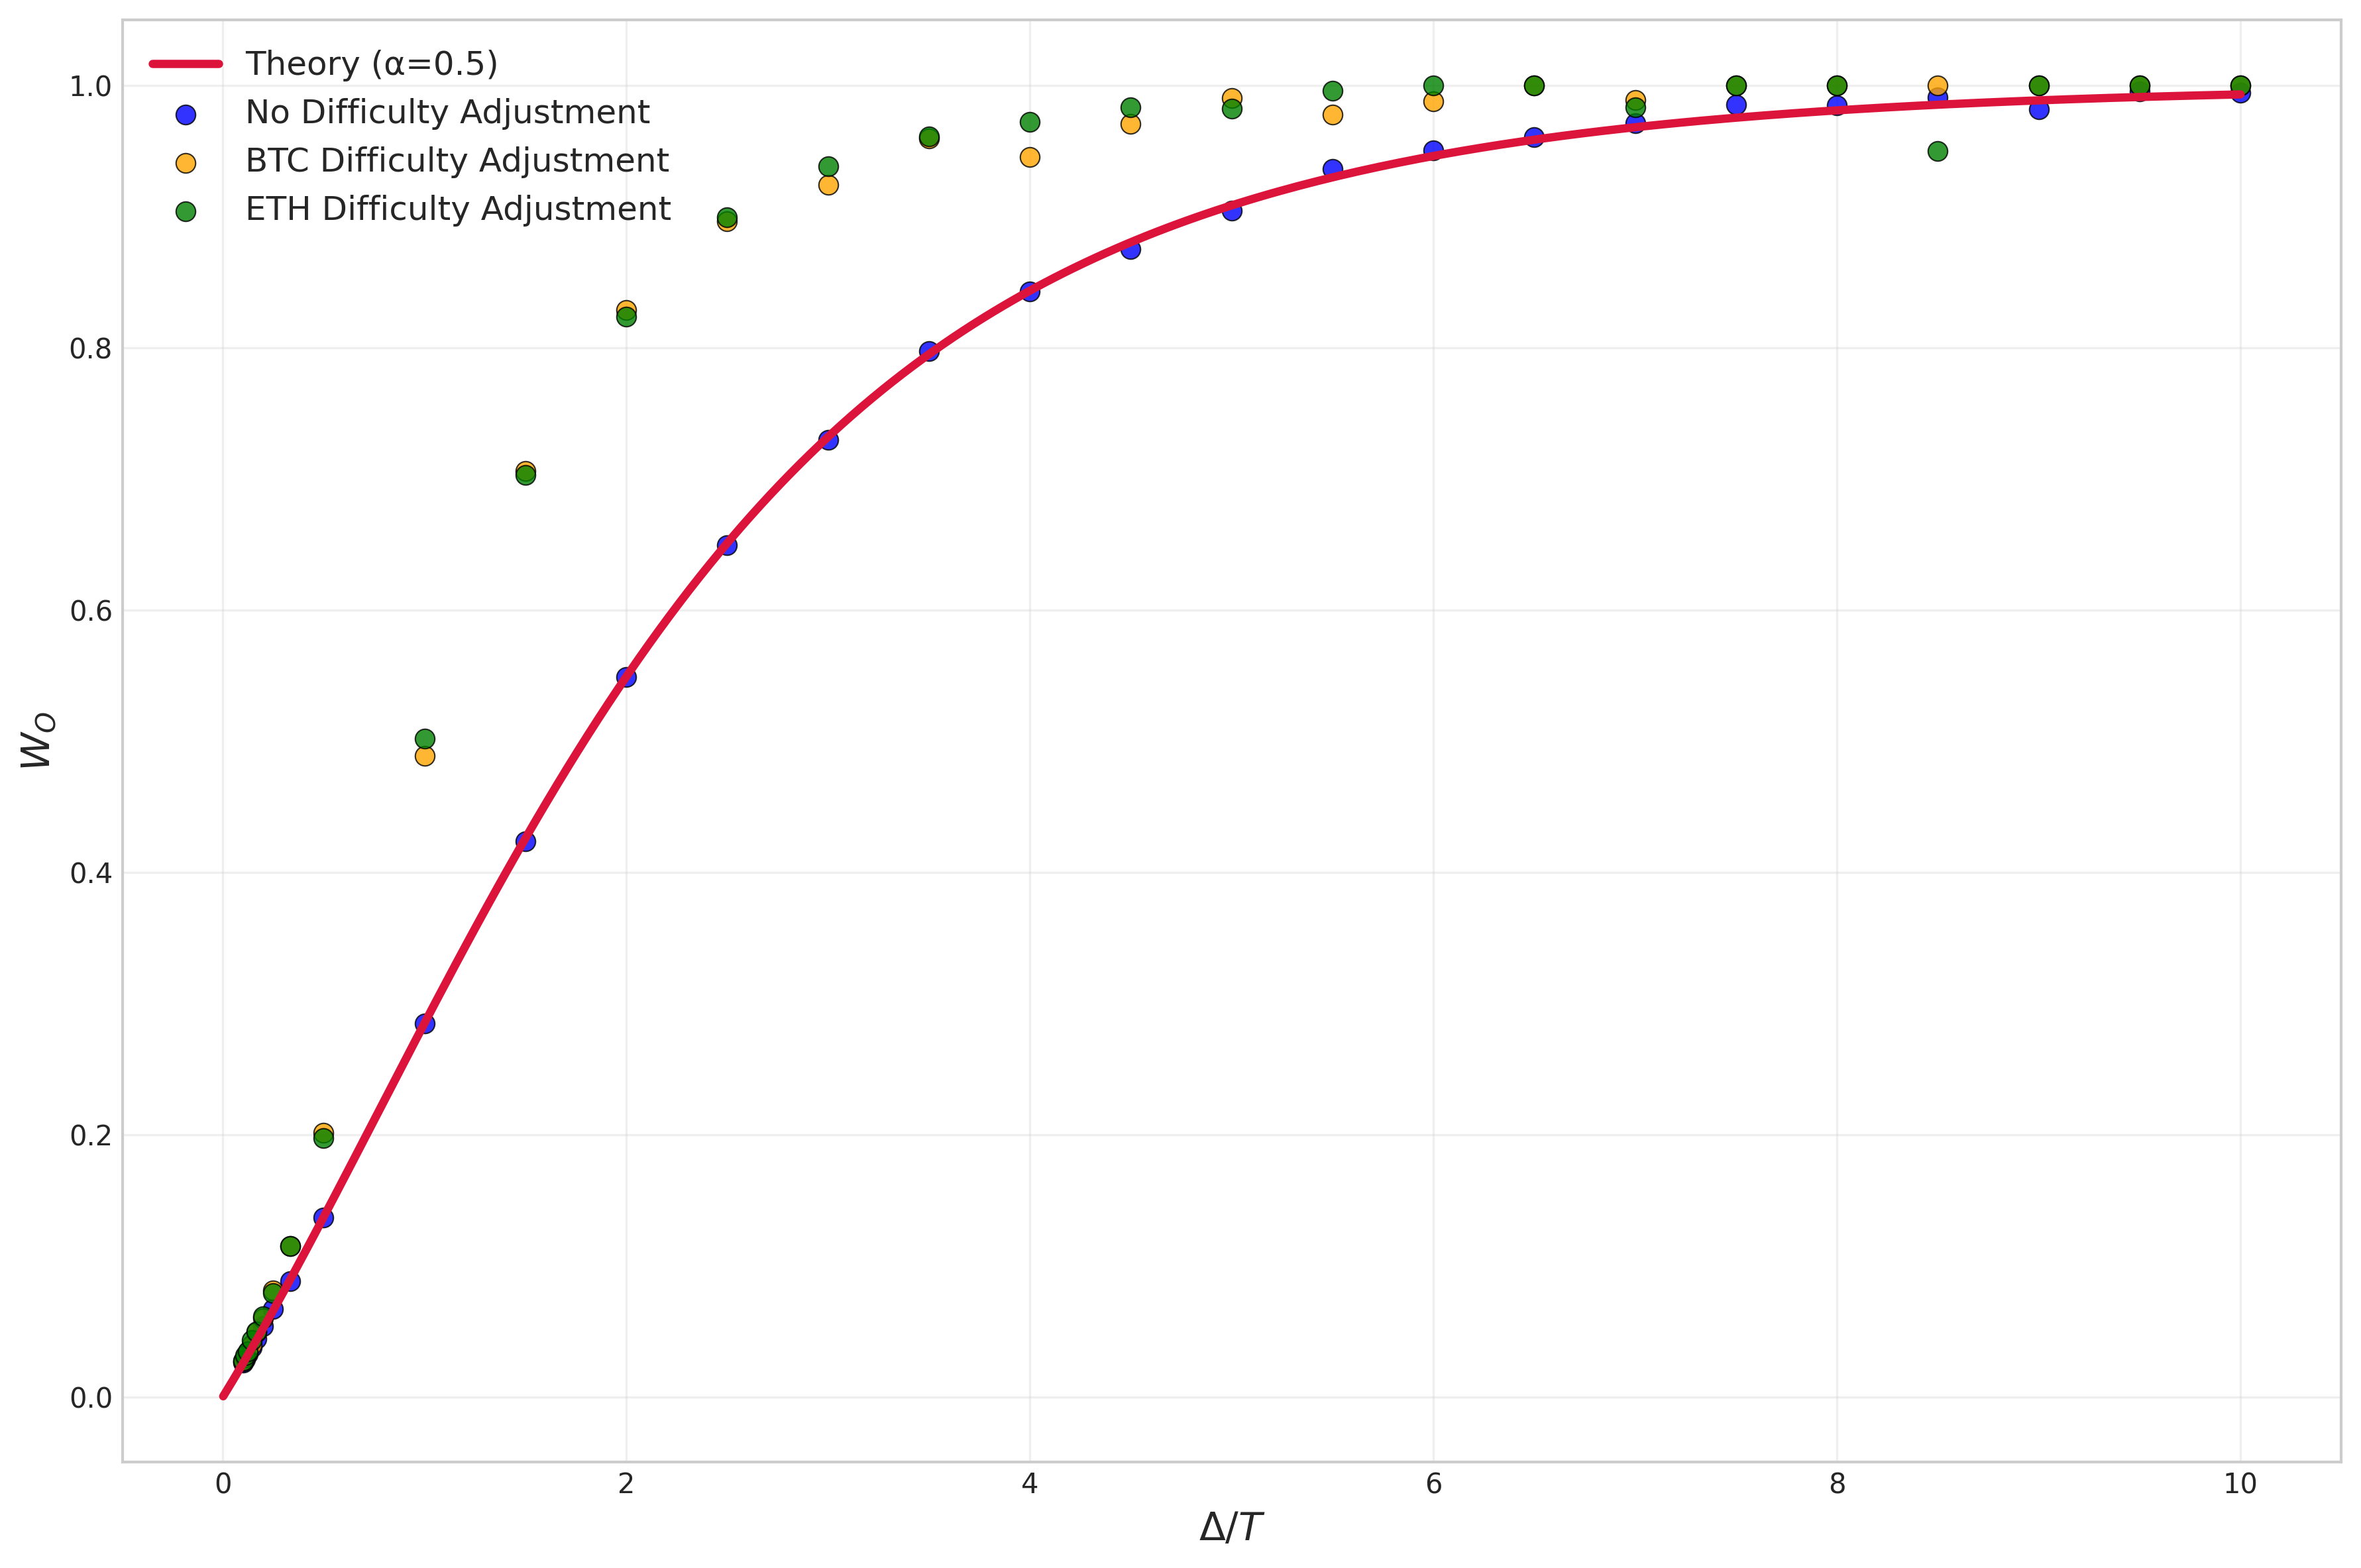 Theory (α=0.5)
No Difficulty Adjustment
BTC Difficulty Adjustment
ETH Difficulty Adjustment
1.0
0.8
0.6
0.4
0.2
0.0
W_O
0 2 4 6 8 10
Δ/T